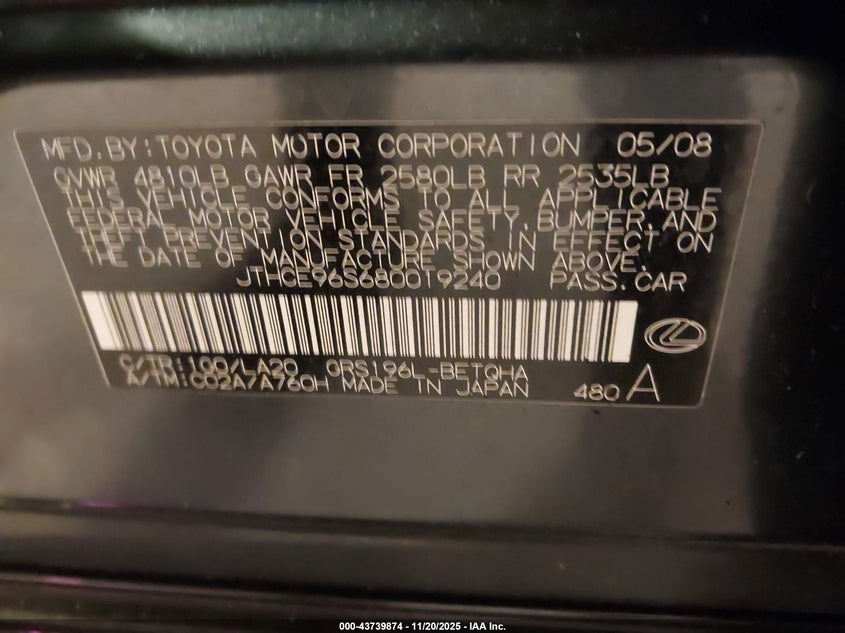 MFD.BY:TOYOTA MOTOR CORPORATION 05/08
GVWR 4810LB GAWR FR 2580LB RR 2535LB
THIS VEHICLE CONFORMS TO ALL APPLICABLE
FEDERAL MOTOR VEHICLE SAFETY,BUMPER,AND
THEFT PREVENTION STANDARDS IN EFFECT ON
THE DATE OF MANUFACTURE SHOWN ABOVE.
JTHCE96S680019240 PASS.CAR
C/TR:100/LA20 GRS196L-BETQHA
A/TM:C02A/A760H MADE IN JAPAN 480 A
000-43739874 - 11/20/2025 - IAA Inc.